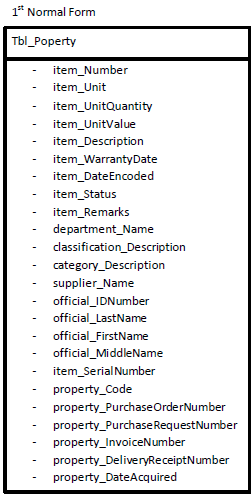 1st Normal Form
Tbl_Poperty
- item_Number
- item_Unit
- item_UnitQuantity
- item_UnitValue
- item_Description
- item_WarrantyDate
- item_DateEncoded
- item_Status
- item_Remarks
- department_Name
- classification_Description
- category_Description
- supplier_Name
- official_IDNumber
- official_LastName
- official_FirstName
- official_MiddleName
- item_SerialNumber
- property_Code
- property_PurchaseOrderNumber
- property_PurchaseRequestNumber
- property_InvoiceNumber
- property_DeliveryReceiptNumber
- property_DateAcquired